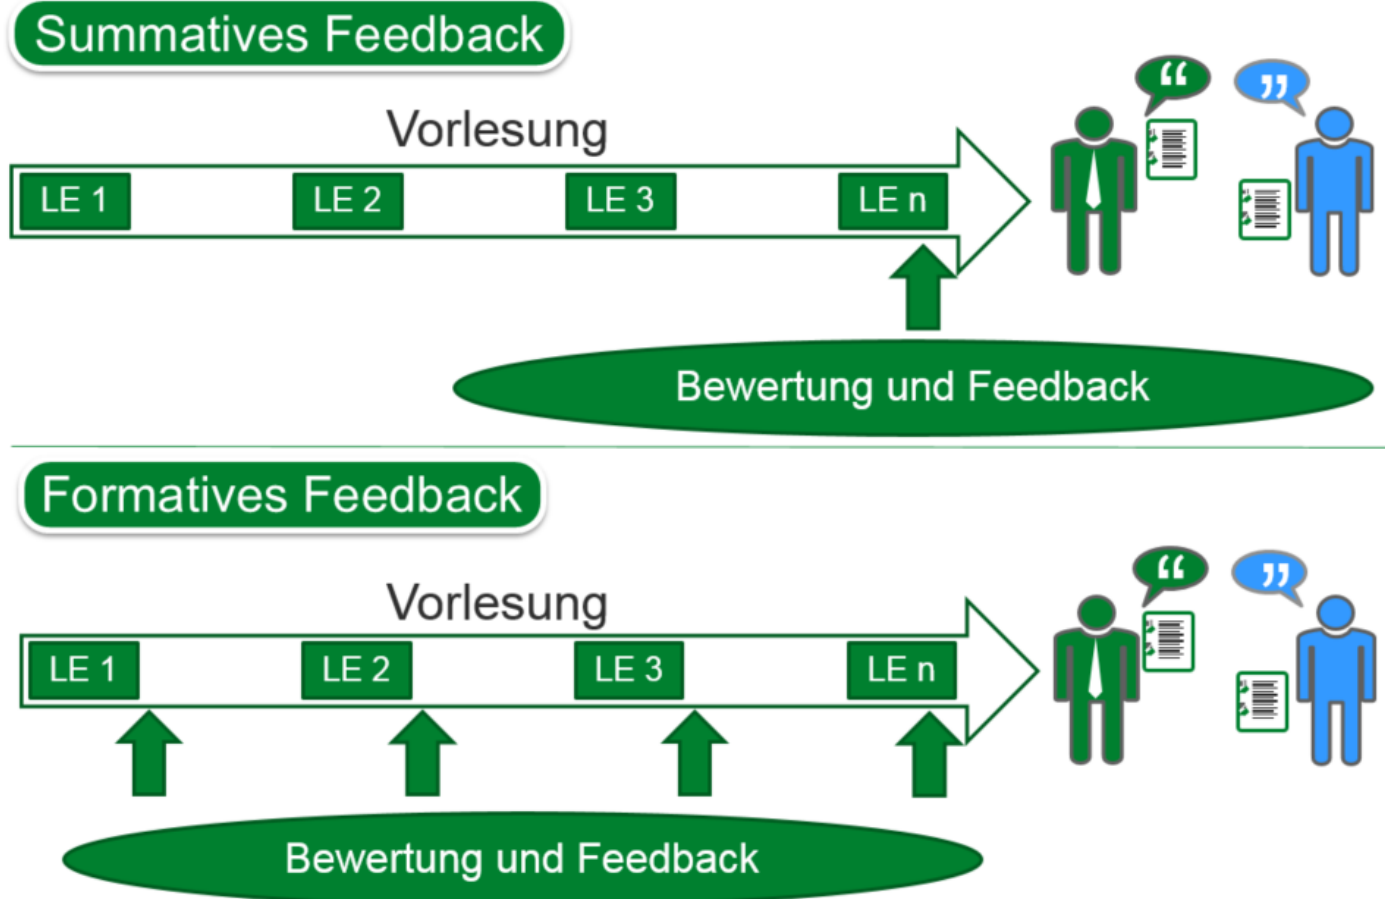 Summatives Feedback
Vorlesung
LE 1 LE 2 LE 3 LE n
“ ”
Bewertung und Feedback
Formatives Feedback
Vorlesung
LE 1 LE 2 LE 3 LE n
“ ”
Bewertung und Feedback